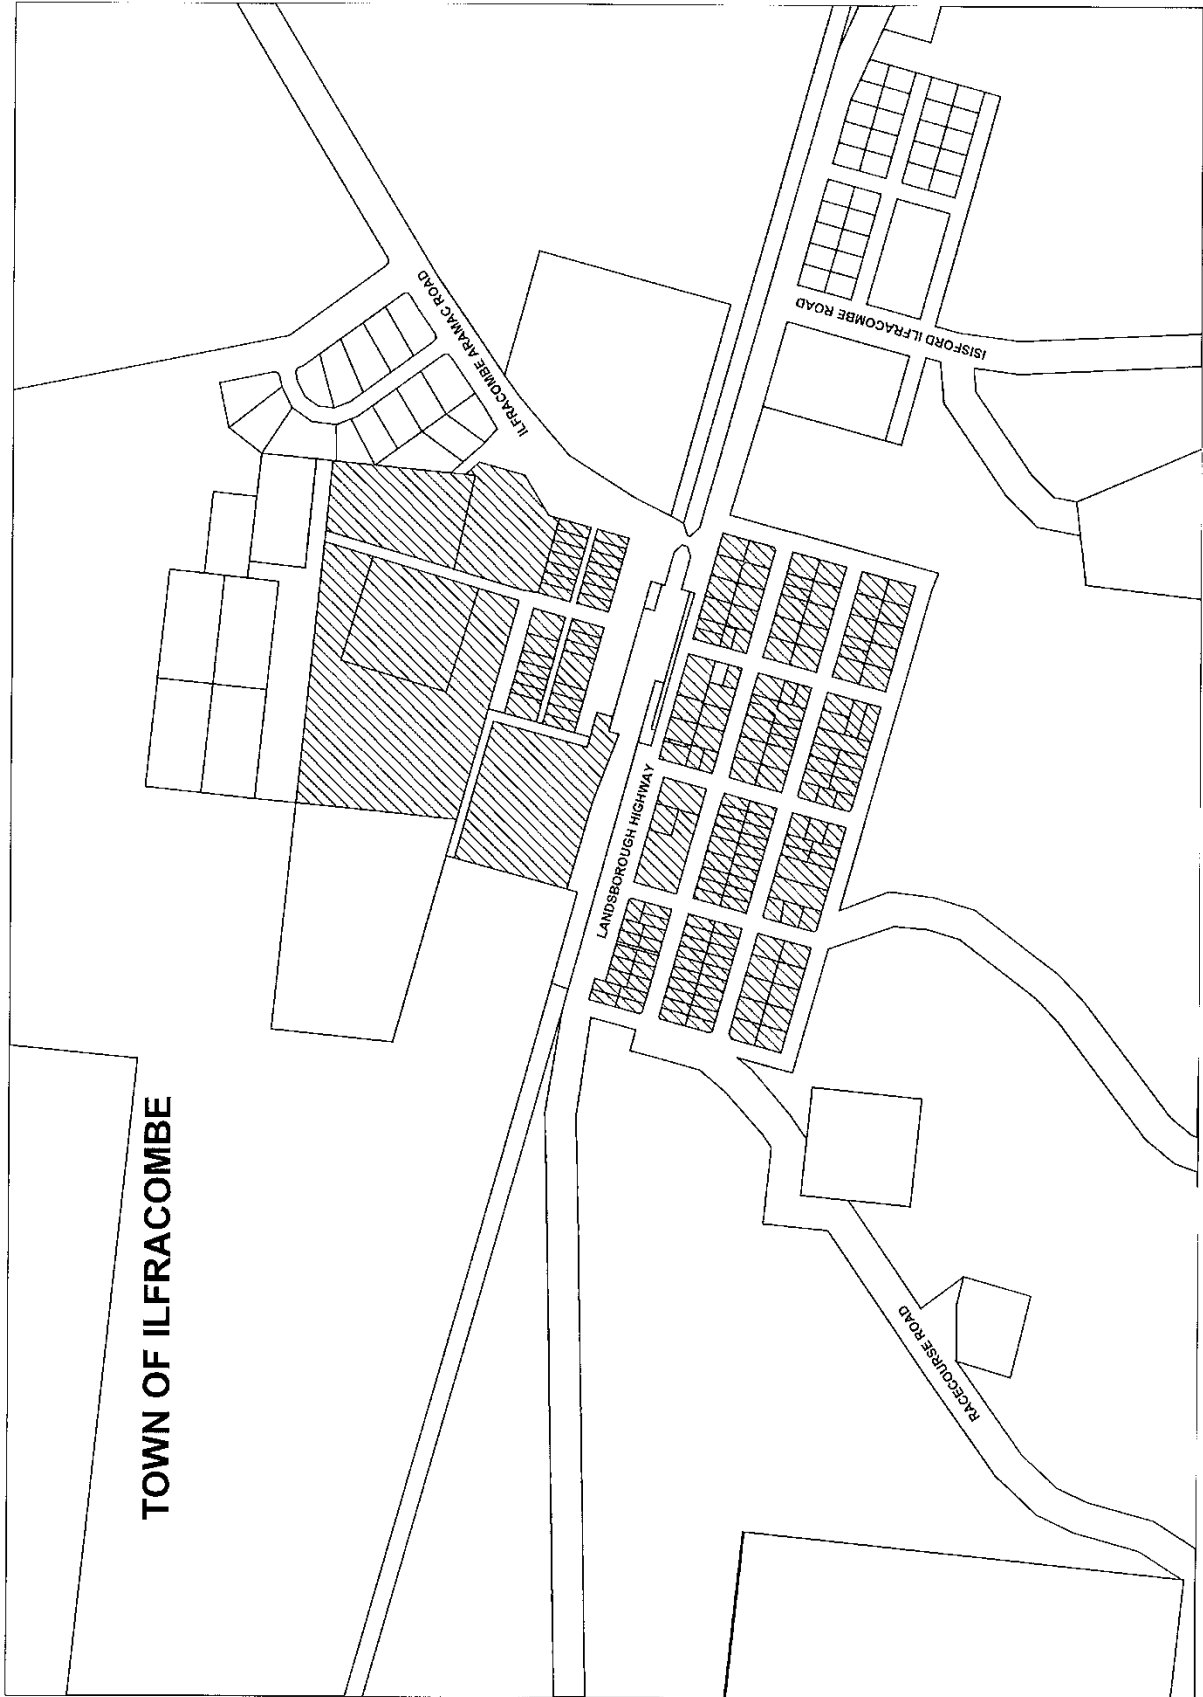 TOWN OF ILFRACOMBE
ILFRACOMBE ARAMAC ROAD
LANDSBOROUGH HIGHWAY
ISISFORD ILFRACOMBE ROAD
RACECOURSE ROAD